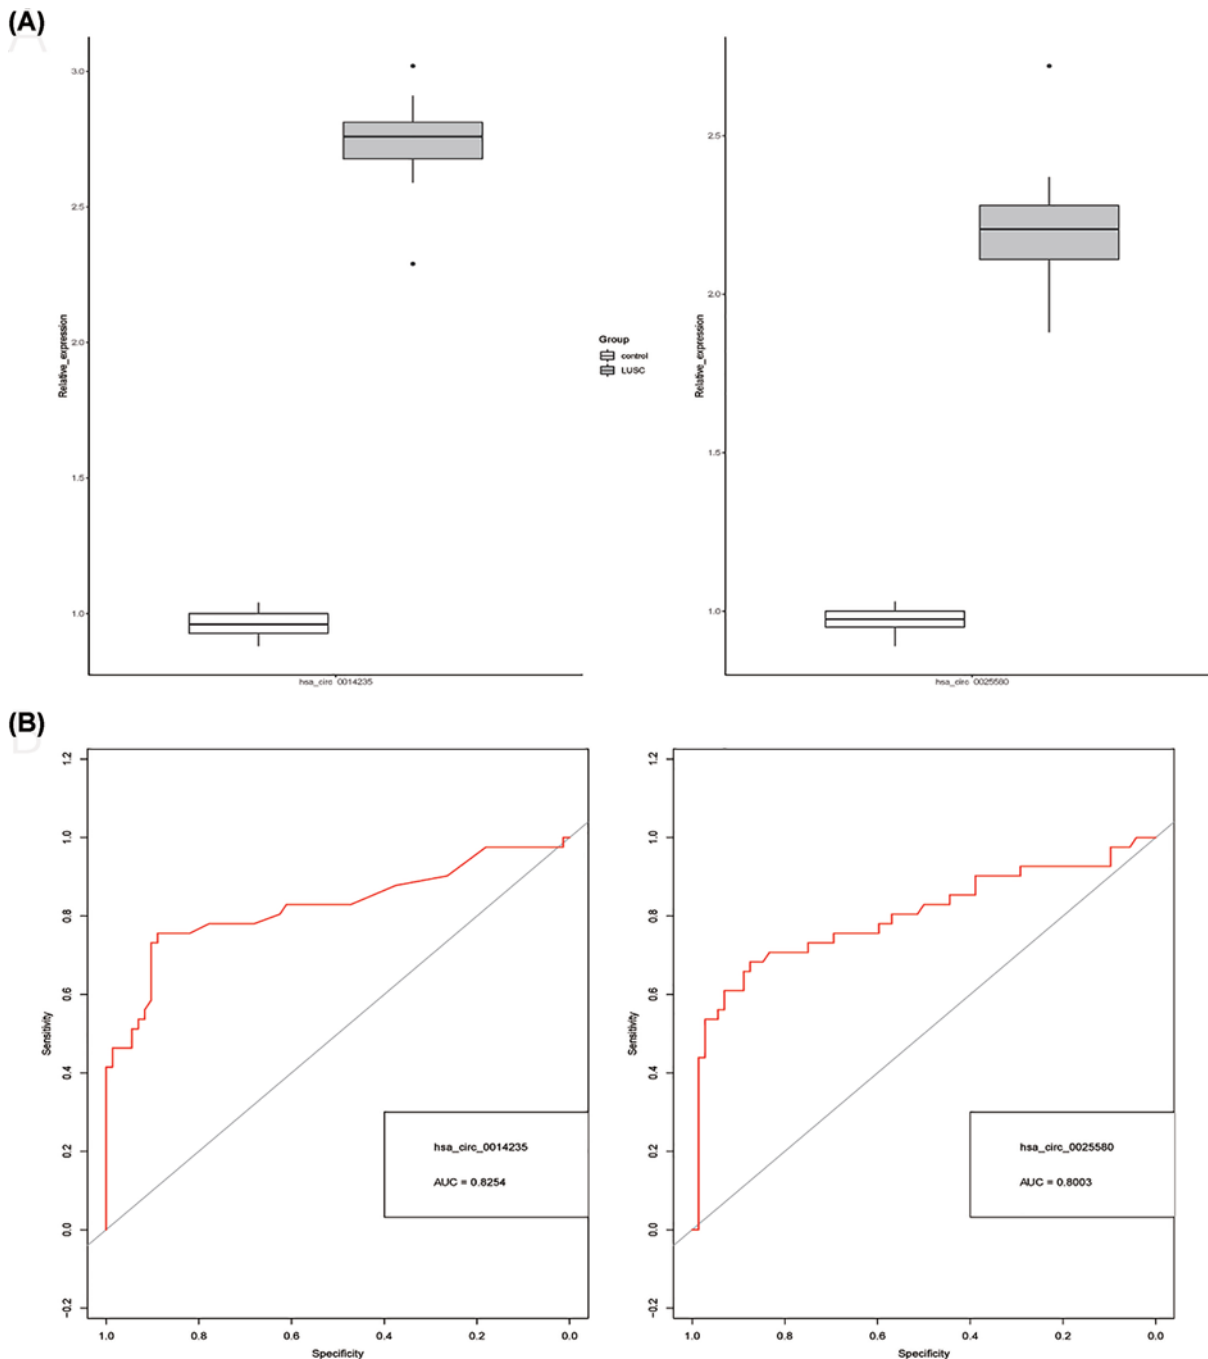 (A)
A
3.0
2.5
2.0
1.5
1.0
Relative_expression
hsa_circ_0014235
Group
control
LUSC
2.5
2.0
1.5
1.0
Relative_expression
hsa_circ_0025580
(B)
1.2
1.0
0.8
0.6
0.4
0.2
0.0
-0.2
Sensitivity
hsa_circ_0014235
AUC = 0.8254
1.0 0.8 0.6 0.4 0.2 0.0
Specificity
1.2
1.0
0.8
0.6
0.4
0.2
0.0
-0.2
Sensitivity
hsa_circ_0025580
AUC = 0.8003
1.0 0.8 0.6 0.4 0.2 0.0
Specificity